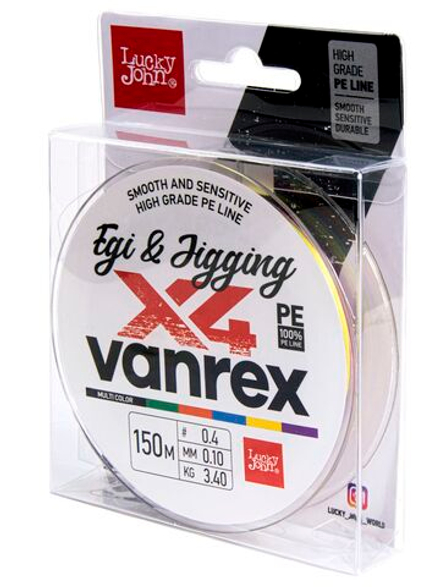 Lucky
John
HIGH
GRADE
PE LINE
SMOOTH
SENSITIVE
DURABLE
SMOOTH AND SENSITIVE
HIGH GRADE PE LINE
Egi & Jigging
X4
PE
100%
PE LINE
vanrex
MULTI COLOR
150M
# 0.4
MM 0.10
KG 3.40
Lucky
John